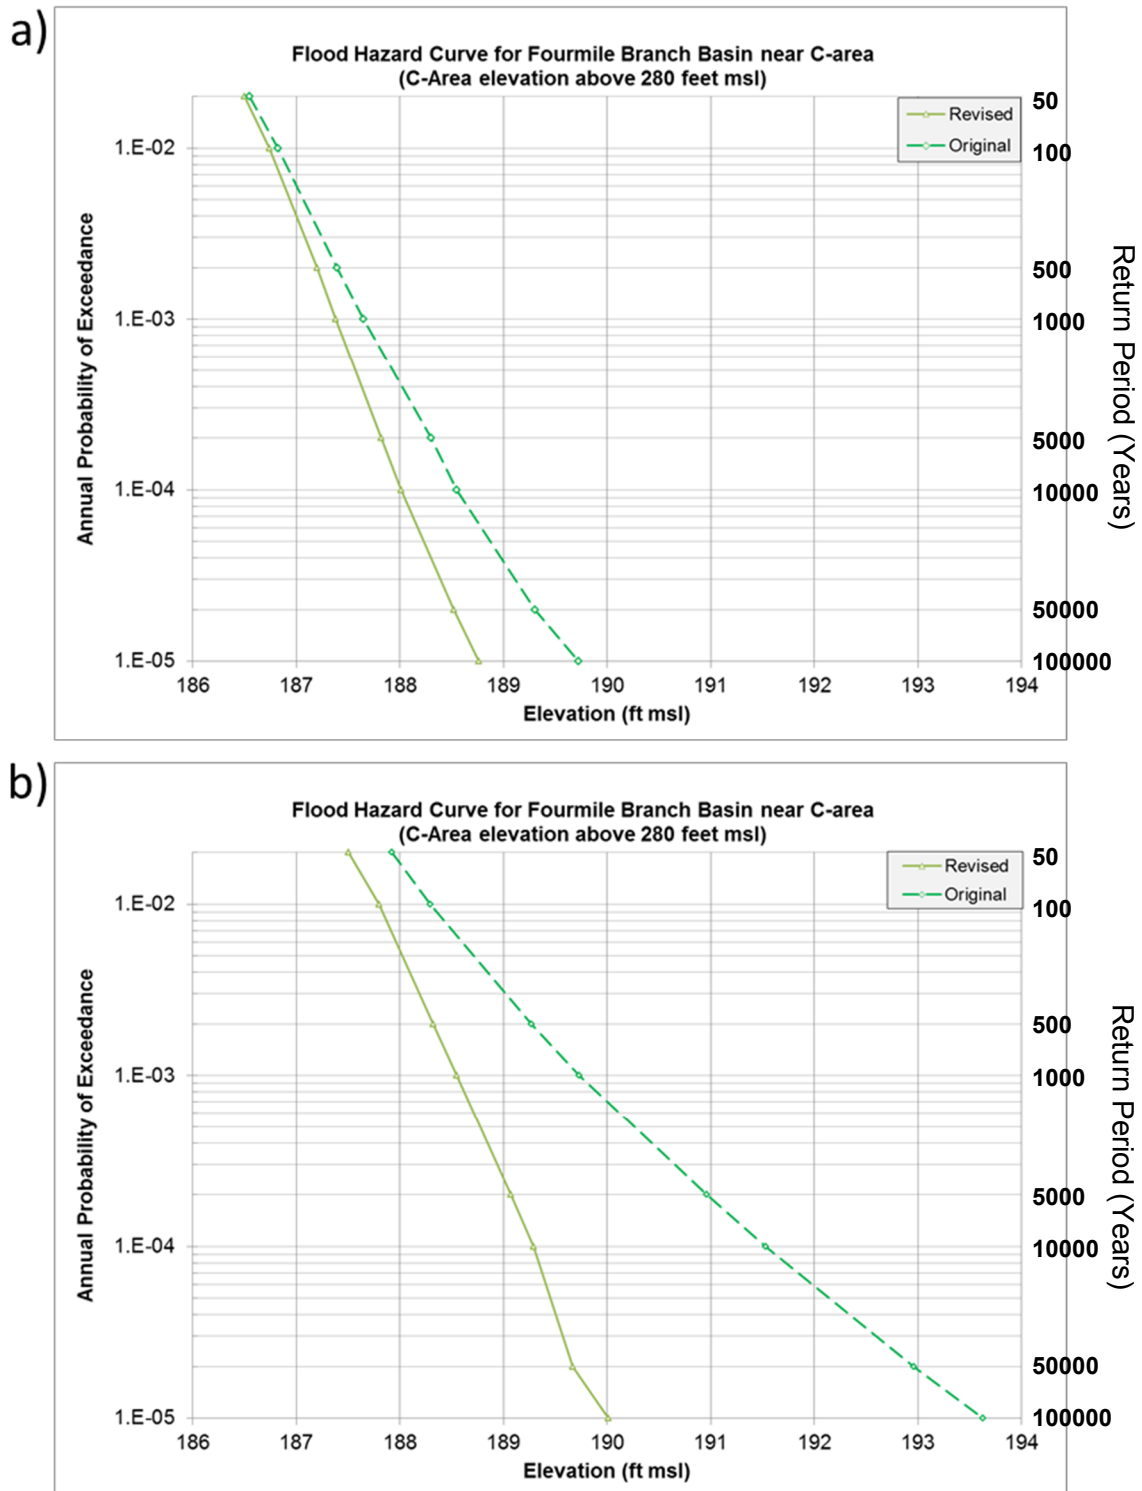 a)
Flood Hazard Curve for Fourmile Branch Basin near C-area
(C-Area elevation above 280 feet msl)
Revised
Original
Annual Probability of Exceedance
1.E-02
1.E-03
1.E-04
1.E-05
50
100
500
1000
5000
10000
50000
100000
Return Period (Years)
186 187 188 189 190 191 192 193 194
Elevation (ft msl)
b)
Flood Hazard Curve for Fourmile Branch Basin near C-area
(C-Area elevation above 280 feet msl)
Revised
Original
Annual Probability of Exceedance
1.E-02
1.E-03
1.E-04
1.E-05
50
100
500
1000
5000
10000
50000
100000
Return Period (Years)
186 187 188 189 190 191 192 193 194
Elevation (ft msl)